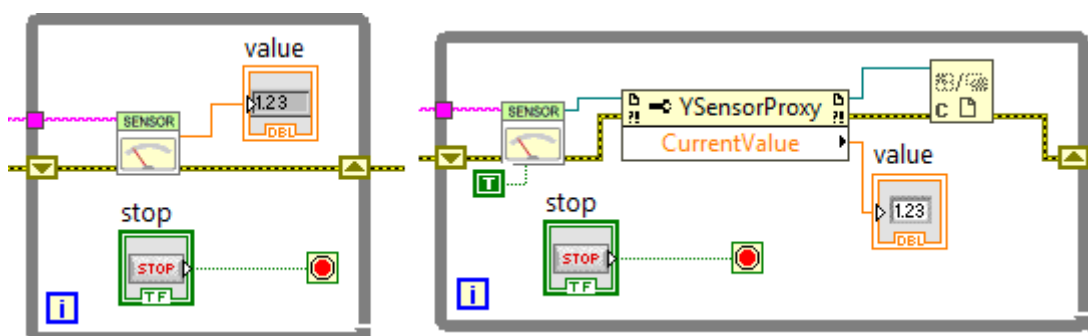 value
1.23
DBL
SENSOR
stop
STOP
TF
i
SENSOR
YSensorProxy
CurrentValue
C
T
value
1.23
DBL
stop
STOP
TF
i